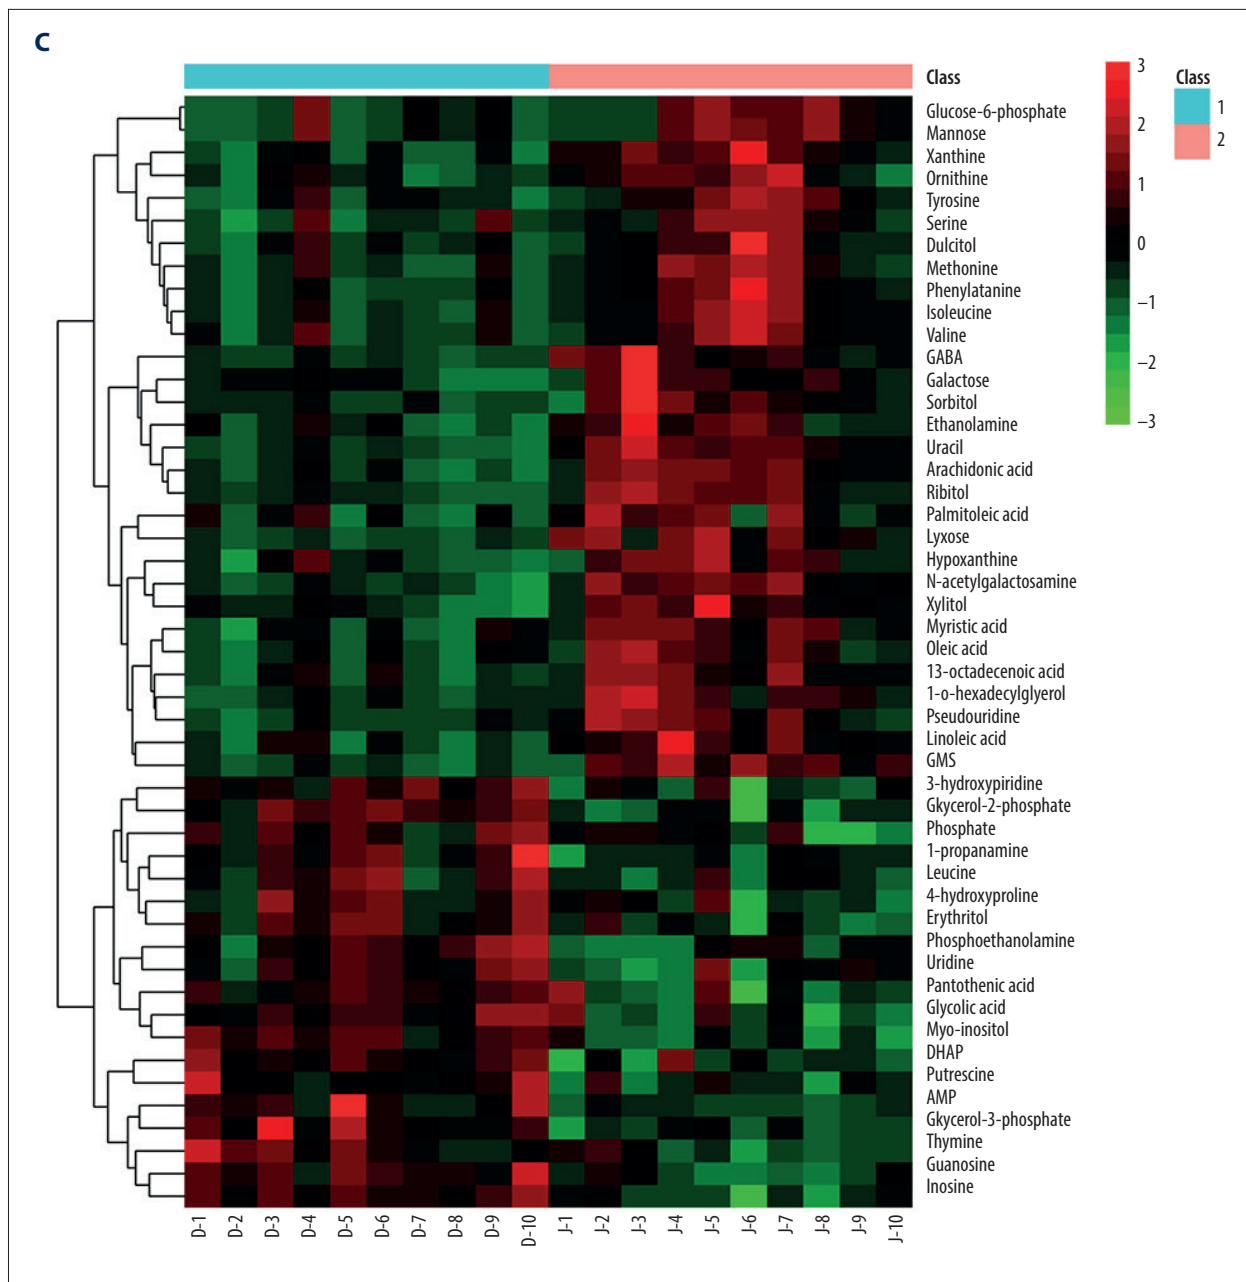 C
Class
Glucose-6-phosphate
Mannose
Xanthine
Ornithine
Tyrosine
Serine
Dulcitol
Methonine
Phenylatanine
Isoleucine
Valine
GABA
Galactose
Sorbitol
Ethanolamine
Uracil
Arachidonic acid
Ribitol
Palmitoleic acid
Lyxose
Hypoxanthine
N-acetylgalactosamine
Xylitol
Myristic acid
Oleic acid
13-octadecenoic acid
1-o-hexadecylglyerol
Pseudouridine
Linoleic acid
GMS
3-hydroxypiridine
Gkycerol-2-phosphate
Phosphate
1-propanamine
Leucine
4-hydroxyproline
Erythritol
Phosphoethanolamine
Uridine
Pantothenic acid
Glycolic acid
Myo-inositol
DHAP
Putrescine
AMP
Gkycerol-3-phosphate
Thymine
Guanosine
Inosine
3
2
1
0
−1
−2
−3
Class
1
2
D-1
D-2
D-3
D-4
D-5
D-6
D-7
D-8
D-9
D-10
J-1
J-2
J-3
J-4
J-5
J-6
J-7
J-8
J-9
J-10